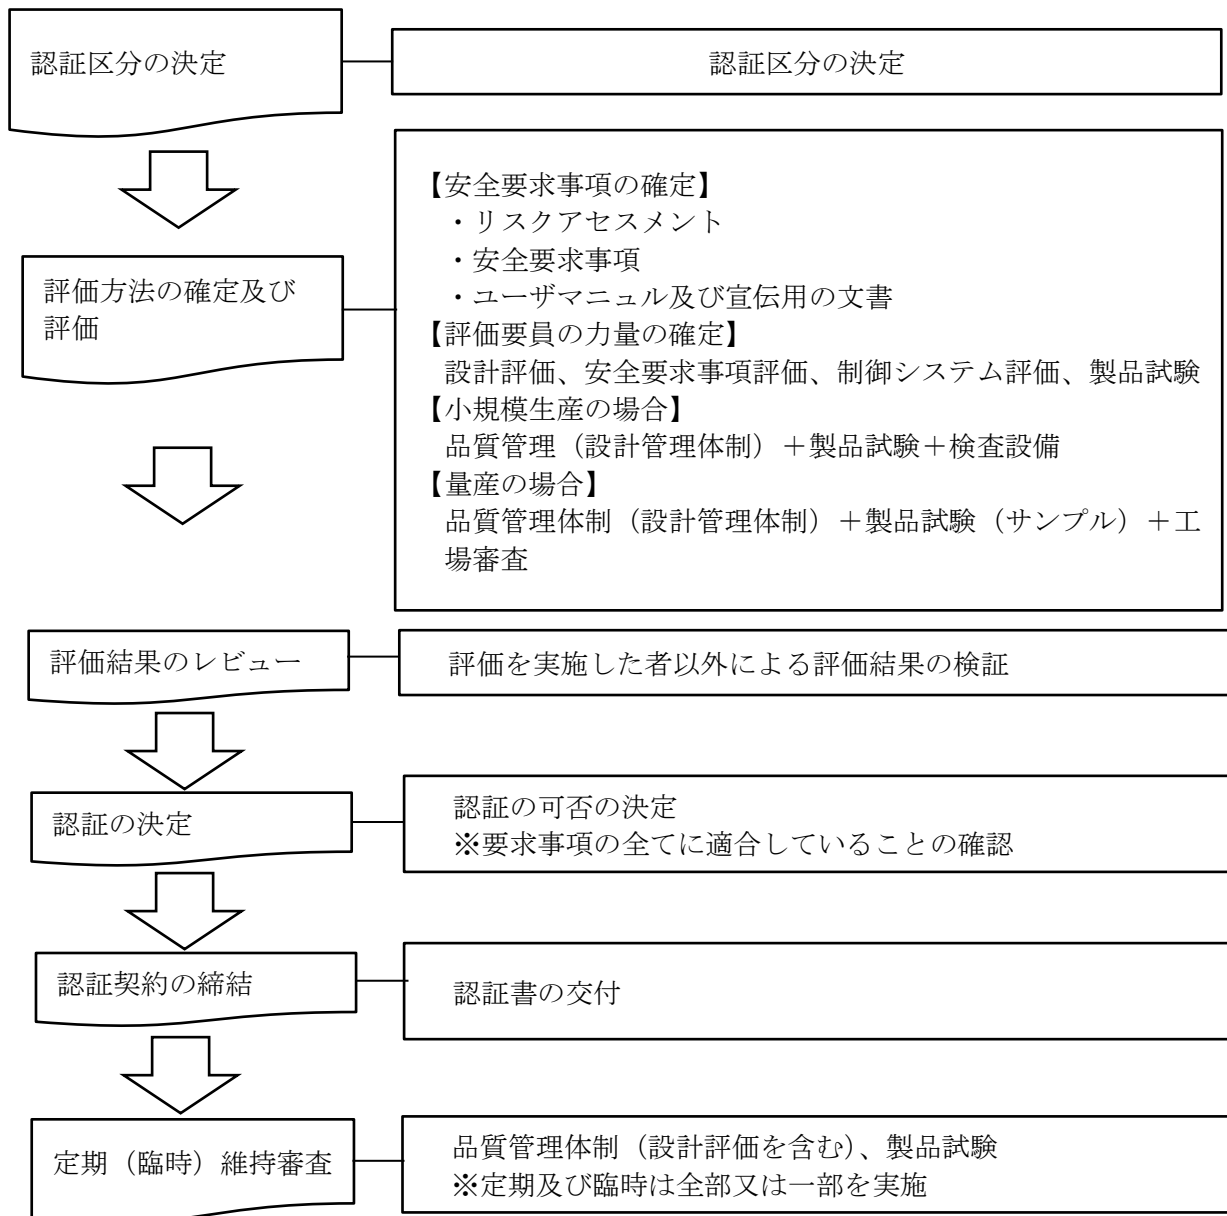 認証区分の決定
認証区分の決定
評価方法の確定及び
評価
【安全要求事項の確定】
・リスクアセスメント
・安全要求事項
・ユーザマニュル及び宣伝用の文書
【評価要員の力量の確定】
設計評価、安全要求事項評価、制御システム評価、製品試験
【小規模生産の場合】
品質管理（設計管理体制）＋製品試験＋検査設備
【量産の場合】
品質管理体制（設計管理体制）＋製品試験（サンプル）＋工
場審査
評価結果のレビュー
評価を実施した者以外による評価結果の検証
認証の決定
認証の可否の決定
※要求事項の全てに適合していることの確認
認証契約の締結
認証書の交付
定期（臨時）維持審査
品質管理体制（設計評価を含む）、製品試験
※定期及び臨時は全部又は一部を実施